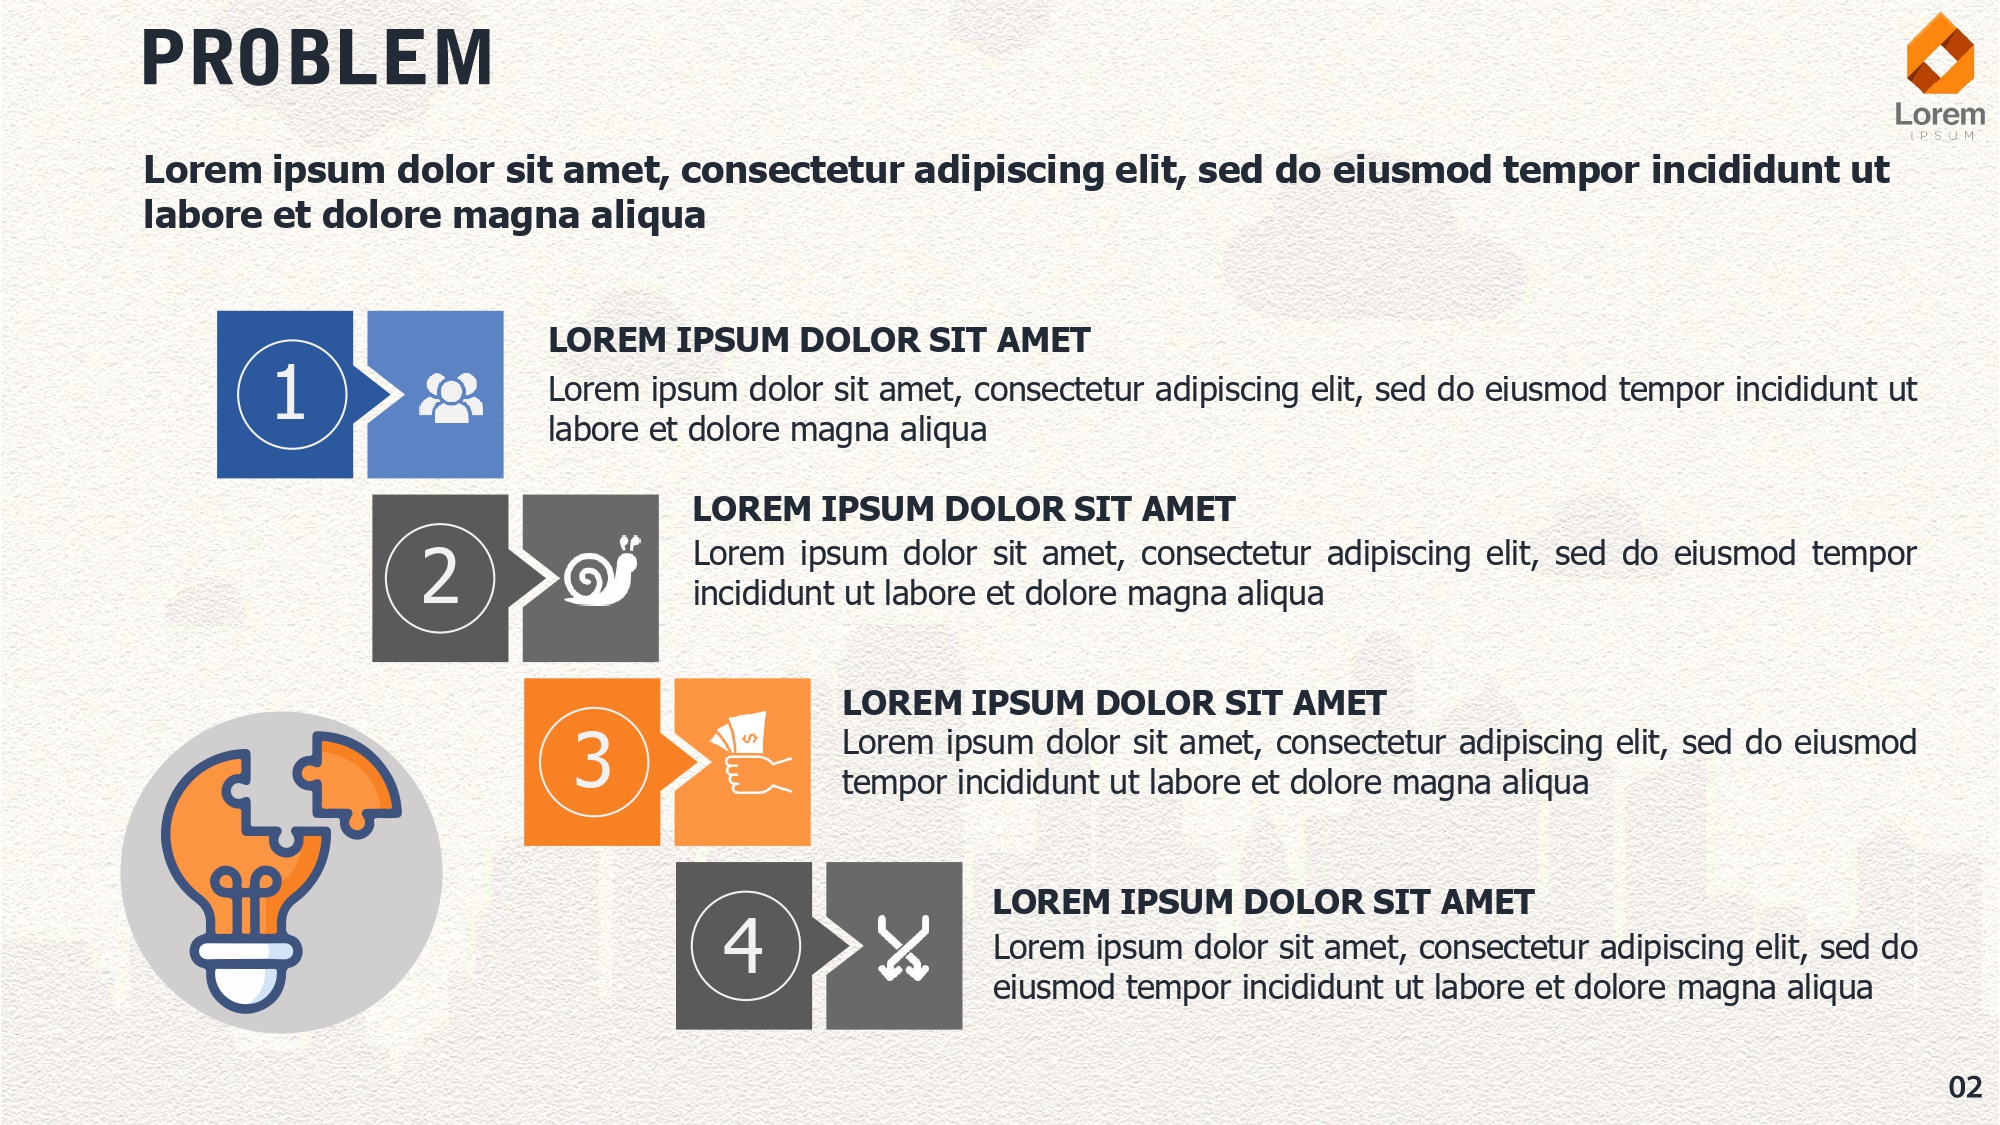 PROBLEM
Lorem
IPSUM
Lorem ipsum dolor sit amet, consectetur adipiscing elit, sed do eiusmod tempor incididunt ut
labore et dolore magna aliqua
1
LOREM IPSUM DOLOR SIT AMET
Lorem ipsum dolor sit amet, consectetur adipiscing elit, sed do eiusmod tempor incididunt ut
labore et dolore magna aliqua
2
LOREM IPSUM DOLOR SIT AMET
Lorem ipsum dolor sit amet, consectetur adipiscing elit, sed do eiusmod tempor
incididunt ut labore et dolore magna aliqua
3
$
LOREM IPSUM DOLOR SIT AMET
Lorem ipsum dolor sit amet, consectetur adipiscing elit, sed do eiusmod
tempor incididunt ut labore et dolore magna aliqua
4
LOREM IPSUM DOLOR SIT AMET
Lorem ipsum dolor sit amet, consectetur adipiscing elit, sed do
eiusmod tempor incididunt ut labore et dolore magna aliqua
02